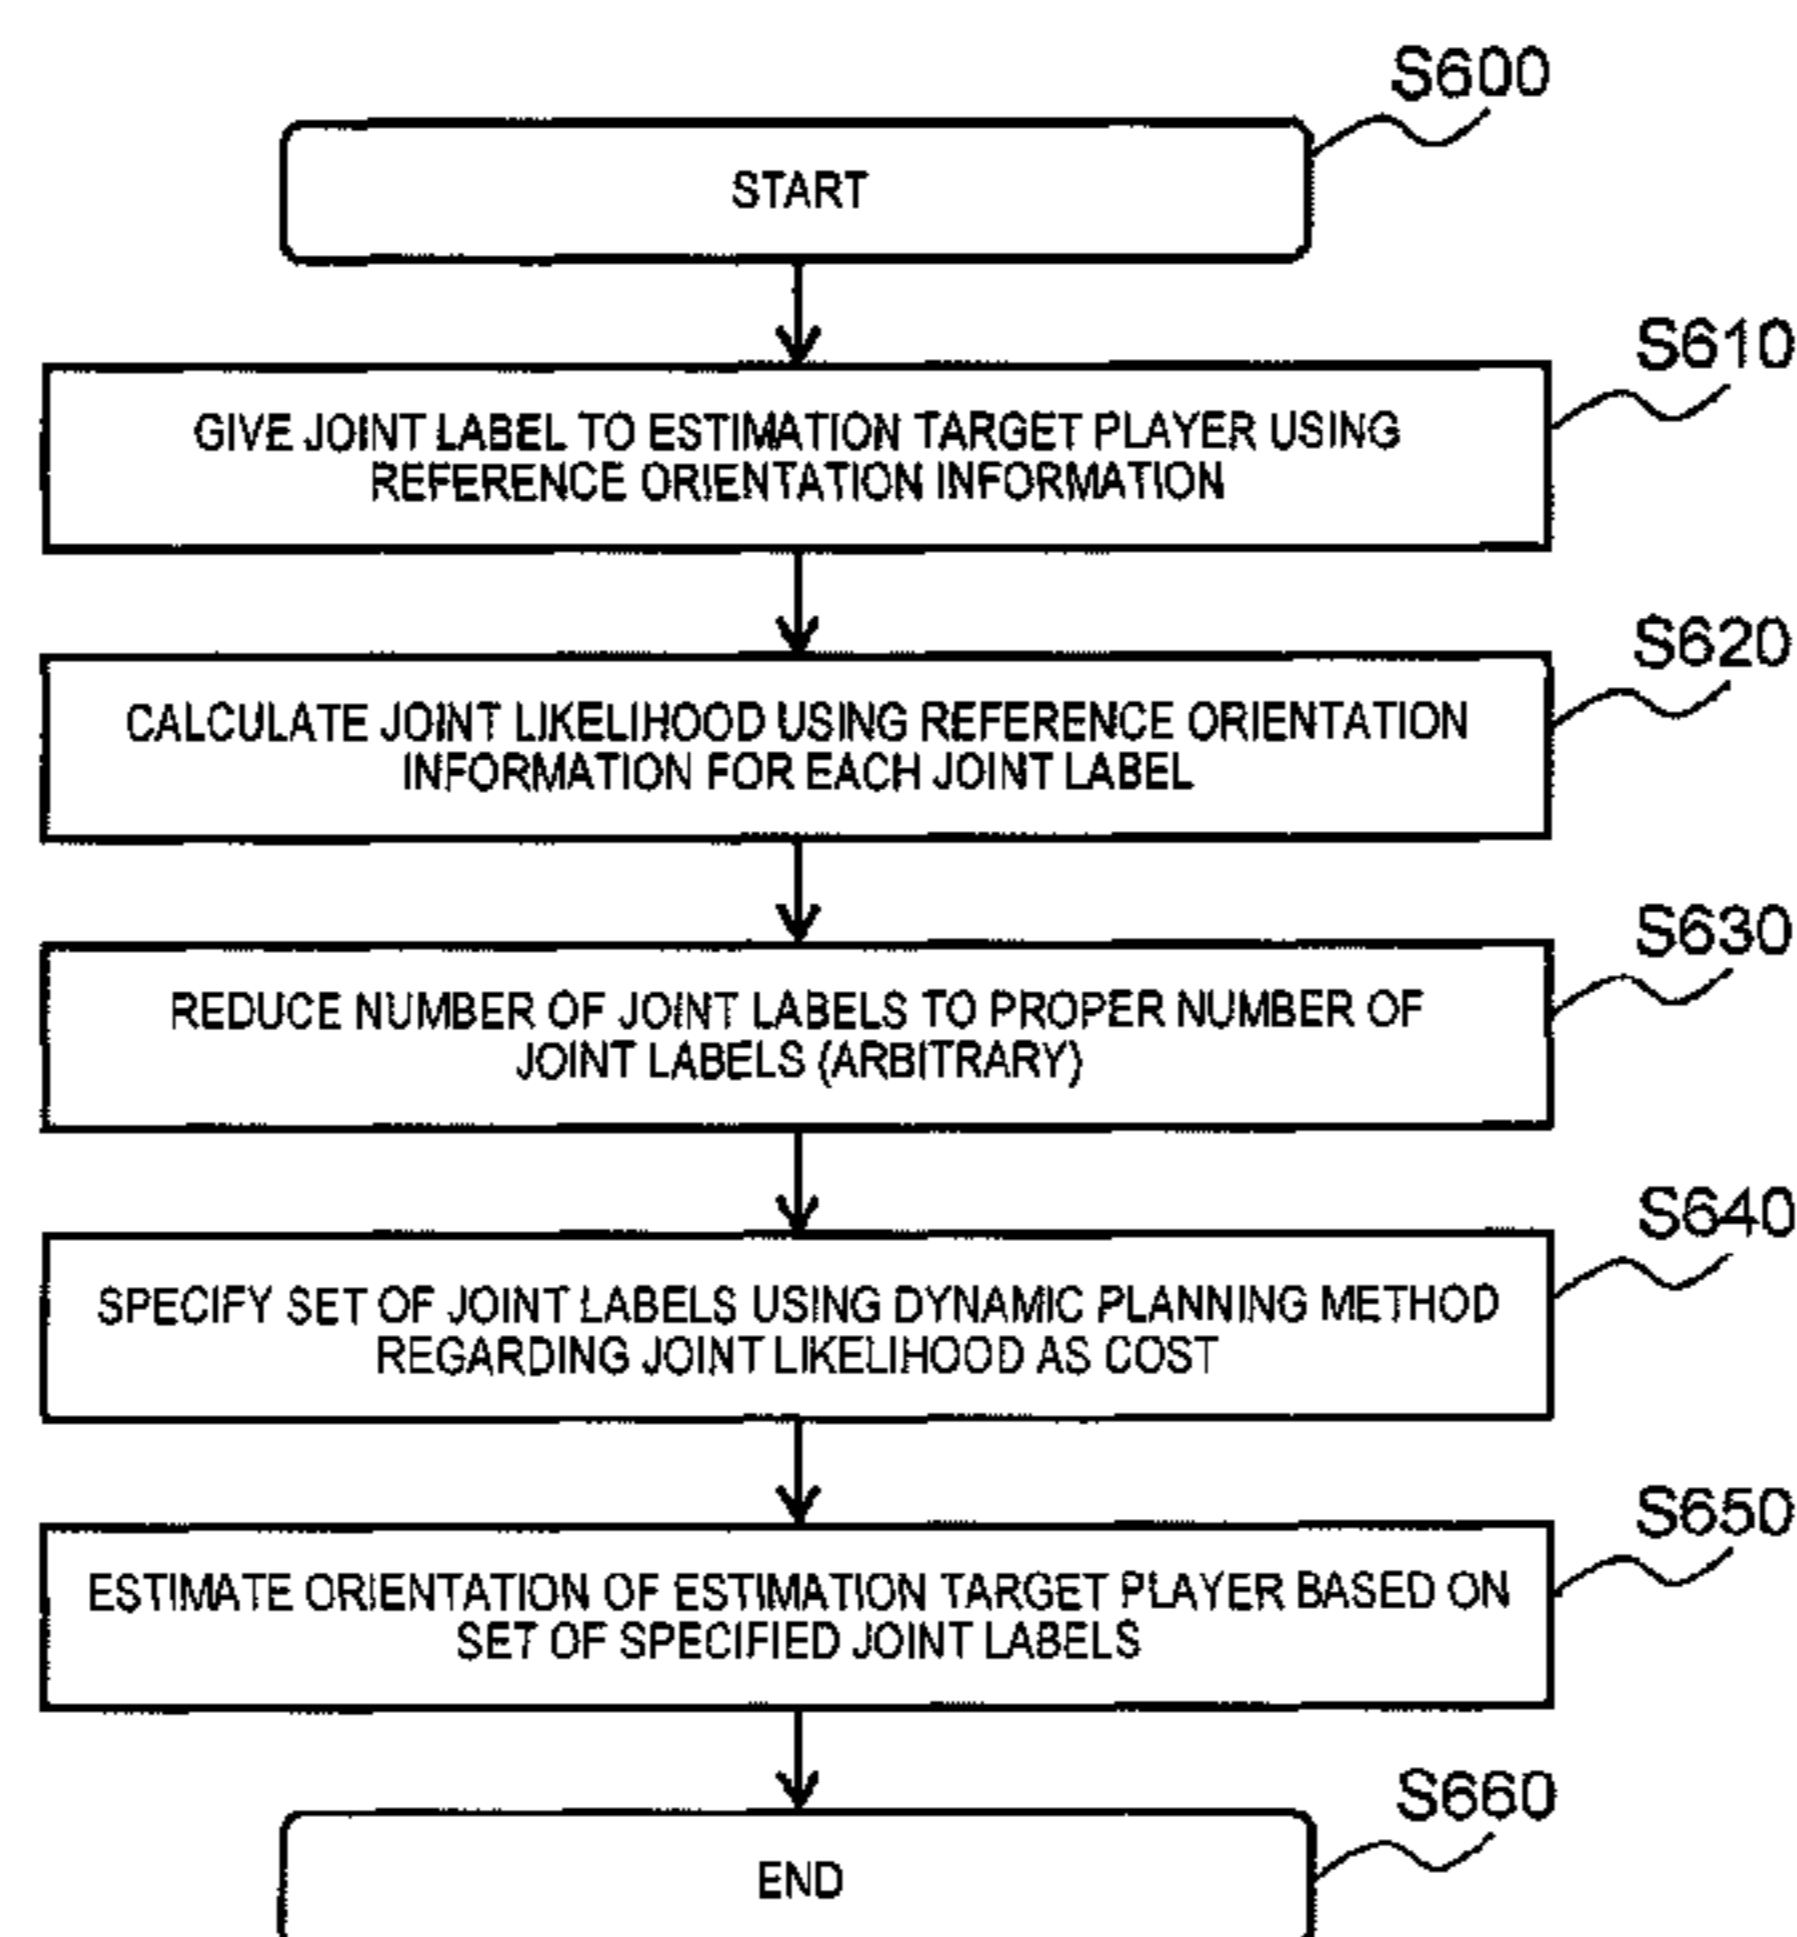 S600
START
S610
GIVE JOINT LABEL TO ESTIMATION TARGET PLAYER USING
REFERENCE ORIENTATION INFORMATION
S620
CALCULATE JOINT LIKELIHOOD USING REFERENCE ORIENTATION
INFORMATION FOR EACH JOINT LABEL
S630
REDUCE NUMBER OF JOINT LABELS TO PROPER NUMBER OF
JOINT LABELS (ARBITRARY)
S640
SPECIFY SET OF JOINT LABELS USING DYNAMIC PLANNING METHOD
REGARDING JOINT LIKELIHOOD AS COST
S650
ESTIMATE ORIENTATION OF ESTIMATION TARGET PLAYER BASED ON
SET OF SPECIFIED JOINT LABELS
S660
END